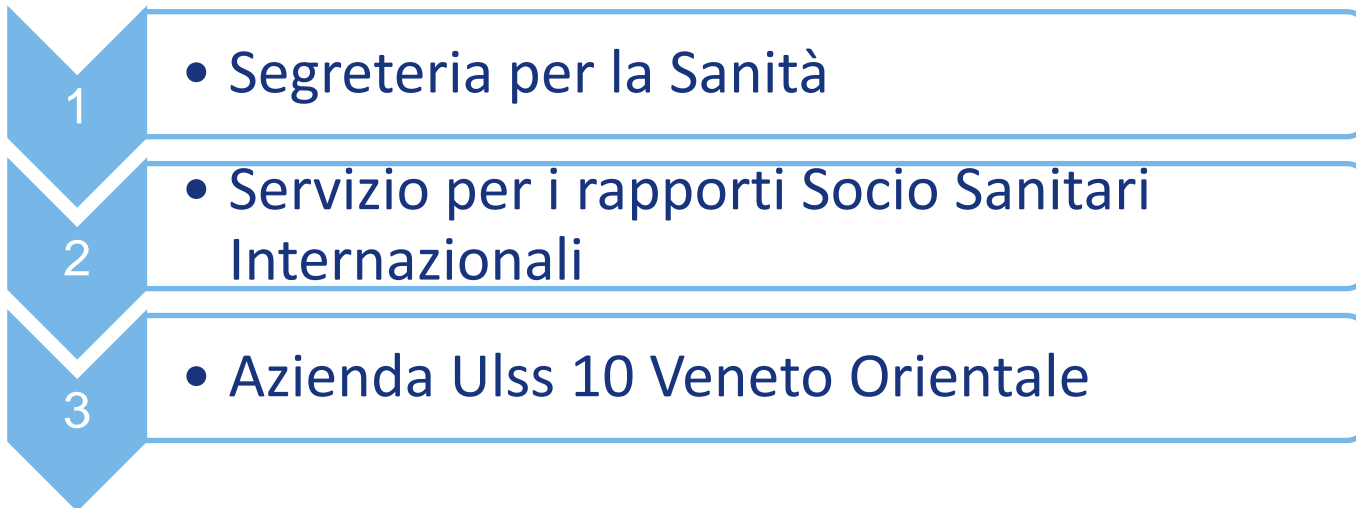 1
• Segreteria per la Sanità
2
• Servizio per i rapporti Socio Sanitari
Internazionali
3
• Azienda Ulss 10 Veneto Orientale